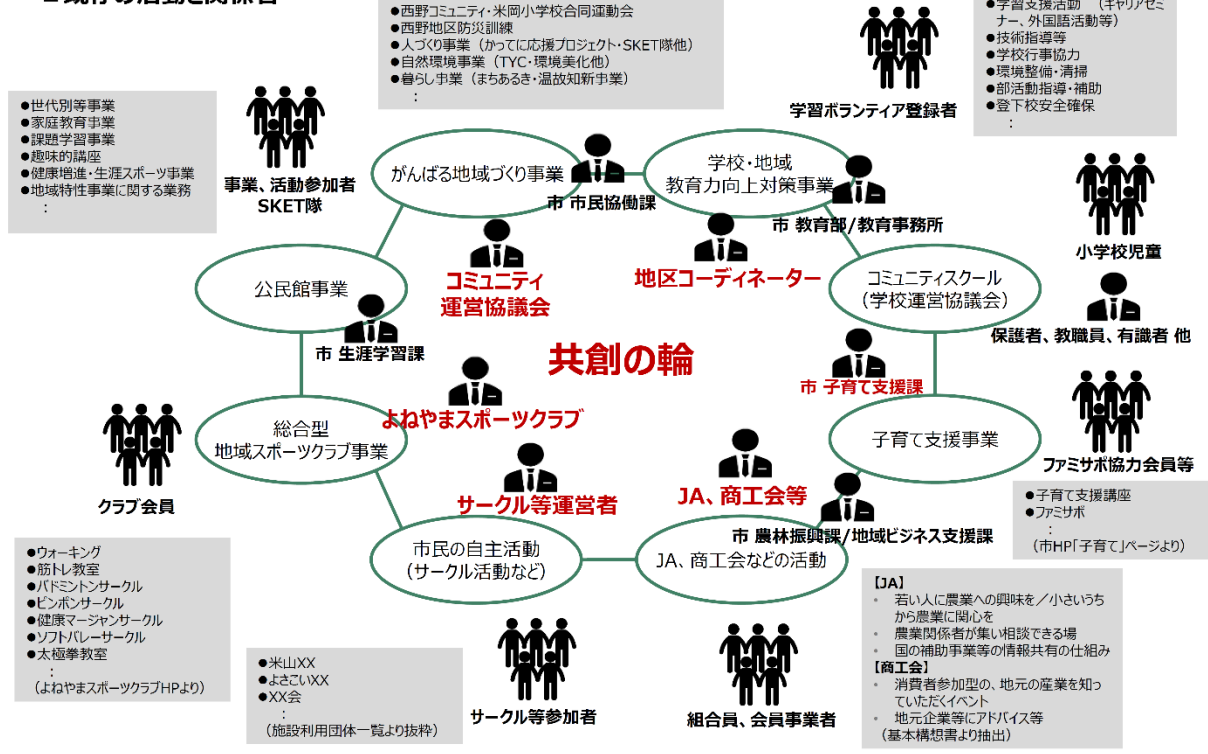 ■既存の活動と関係者
●西野コミュニティ・米岡小学校合同運動会
●西野地区防災訓練
●人づくり事業（かってに応援プロジェクト・SKET隊他）
●自然環境事業（TYC・環境美化他）
●暮らし事業（まちあるき・温故知新事業）
：
●学習支援活動　（キャリアセミ
ナー、外国語活動等）
●技術指導等
●学校行事協力
●環境整備・清掃
●部活動指導・補助
●登下校安全確保
：
学習ボランティア登録者
●世代別等事業
●家庭教育事業
●課題学習事業
●趣味的講座
●健康増進・生涯スポーツ事業
●地域特性事業に関する業務
：
事業、活動参加者
SKET隊
がんばる地域づくり事業
市 市民協働課
学校・地域
教育力向上対策事業
市 教育部/教育事務所
小学校児童
コミュニティ
運営協議会
地区コーディネーター
公民館事業
市 生涯学習課
コミュニティスクール
（学校運営協議会）
保護者、教職員、有識者 他
共創の輪
市 子育て支援課
よねやまスポーツクラブ
総合型
地域スポーツクラブ事業
クラブ会員
子育て支援事業
ファミサポ協力会員等
サークル等運営者
JA、商工会等
市 農林振興課/地域ビジネス支援課
●子育て支援講座
●ファミサポ
：
（市HP「子育て」ページより）
市民の自主活動
（サークル活動など）
JA、商工会などの活動
●ウォーキング
●筋トレ教室
●バドミントンサークル
●ピンポンサークル
●健康マージャンサークル
●ソフトバレーサークル
●太極拳教室
：
（よねやまスポーツクラブHPより）
●米山XX
●よさこいXX
●XX会
：
（施設利用団体一覧より抜粋）
サークル等参加者
組合員、会員事業者
【JA】
• 若い人に農業への興味を／小さいうち
から農業に関心を
• 農業関係者が集い相談できる場
• 国の補助事業等の情報共有の仕組み
【商工会】
• 消費者参加型の、地元の産業を知っ
ていただくイベント
• 地元企業等にアドバイス等
（基本構想書より抽出）